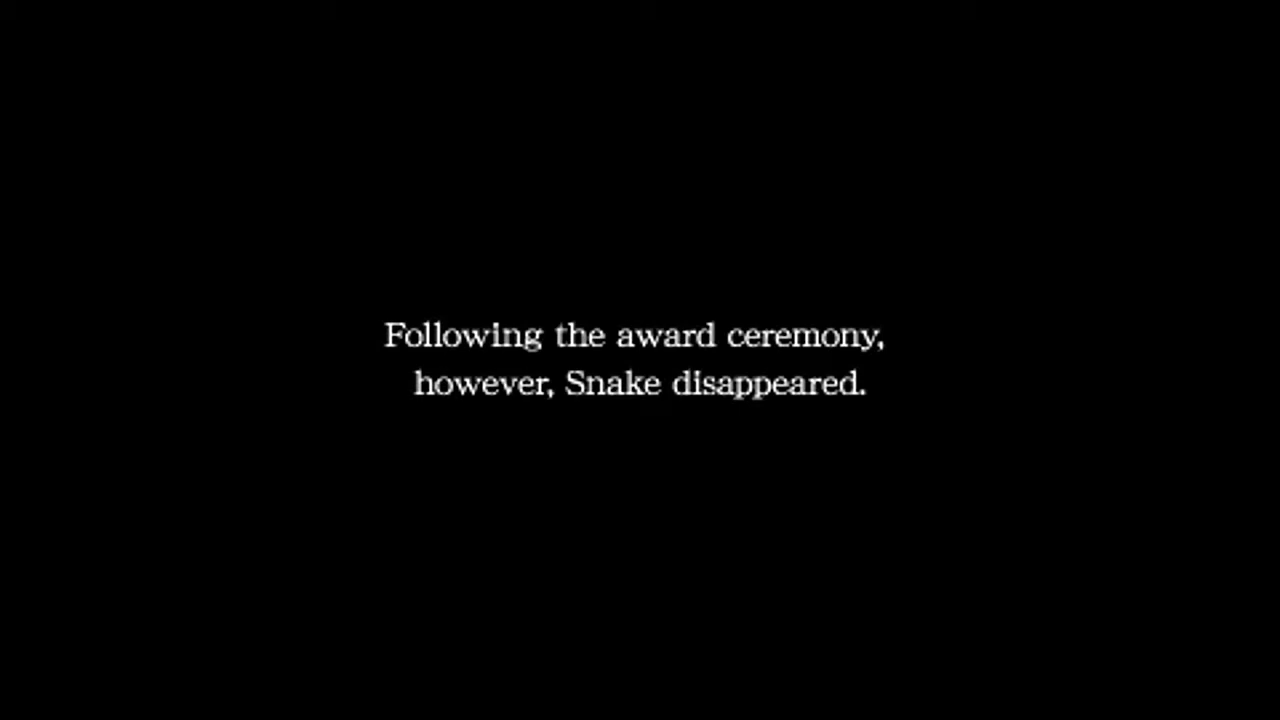 Following the award ceremony,
however, Snake disappeared.